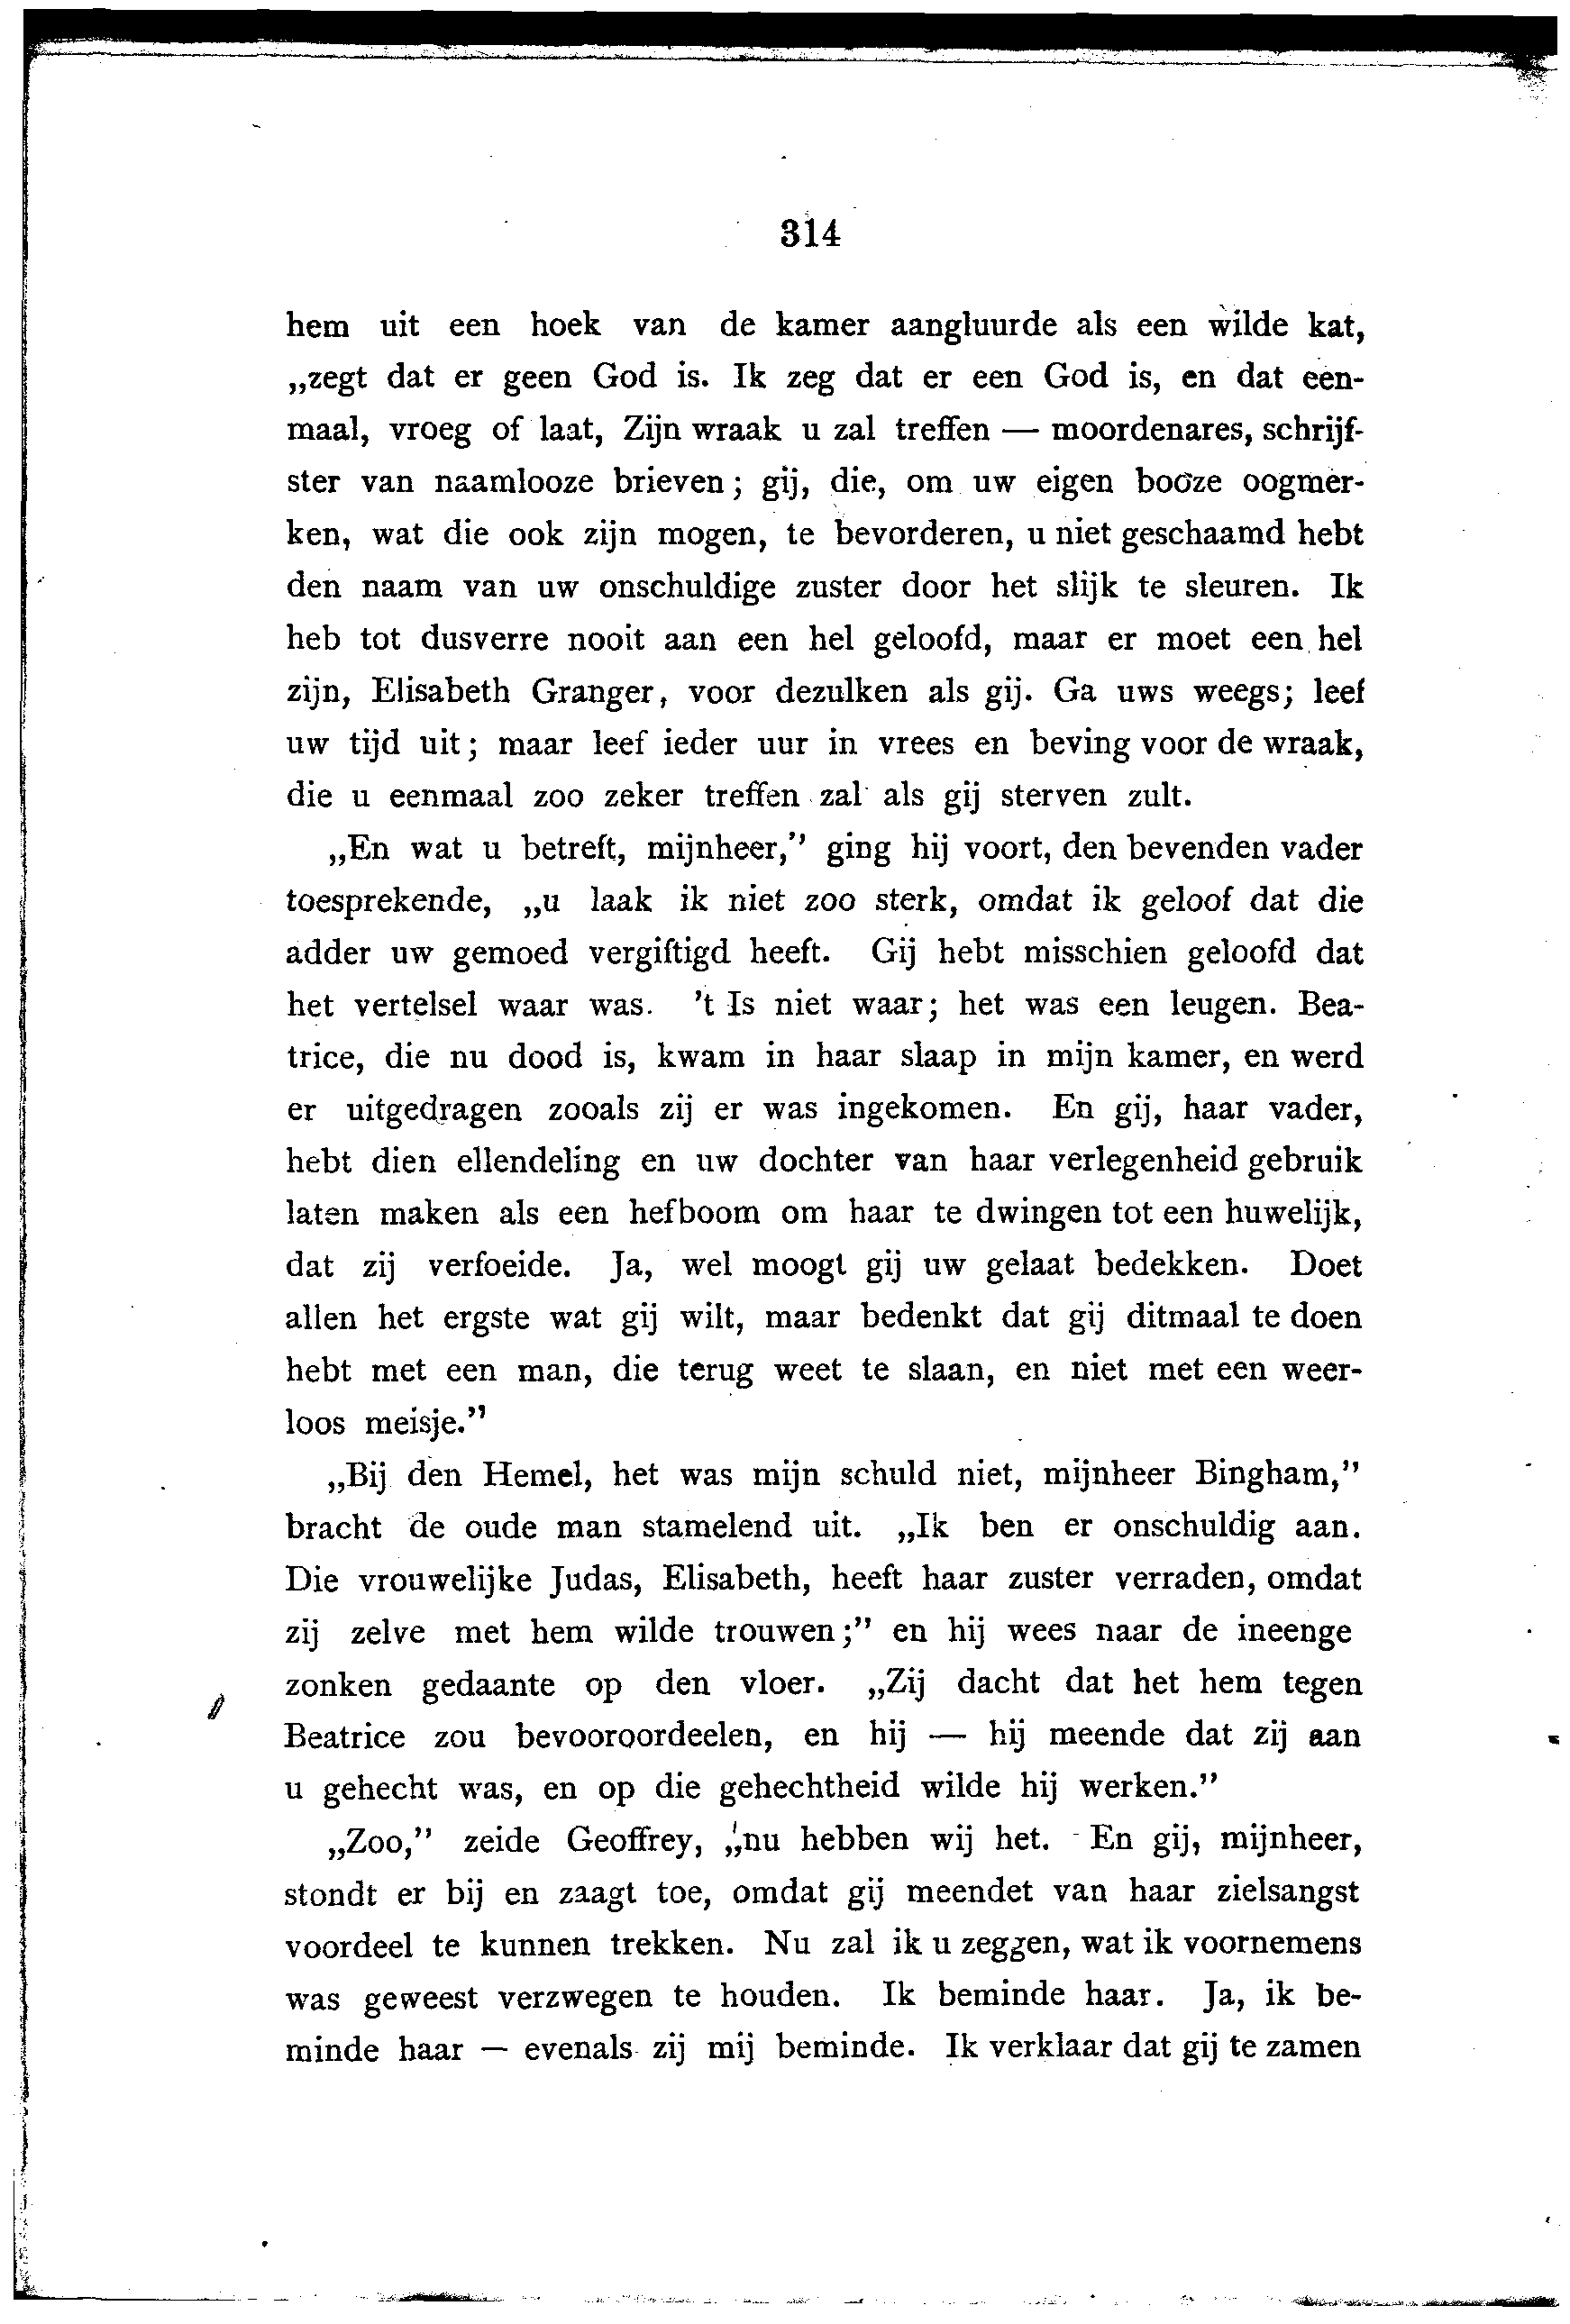 314
hem uit een hoek van de kamer aangluurde als een wilde kat,
„zegt dat er geen God is. Ik zeg dat er een God is, en dat een-
maal, vroeg of laat, Zijn wraak u zal treffen — moordenares, schrijf-
ster van naamlooze brieven; gij, die, om uw eigen booze oogmer-
ken, wat die ook zijn mogen, te bevorderen, u niet geschaamd hebt
den naam van uw onschuldige zuster door het slijk te sleuren. Ik
heb tot dusverre nooit aan een hel geloofd, maar er moet een hel
zijn, Elisabeth Granger, voor dezulken als gij. Ga uws weegs; leef
uw tijd uit; maar leef ieder uur in vrees en beving voor de wraak,
die u eenmaal zoo zeker treffen zal als gij sterven zult.
„En wat u betreft, mijnheer,” ging hij voort, den bevenden vader
toesprekende, „u laak ik niet zoo sterk, omdat ik geloof dat die
adder uw gemoed vergiftigd heeft. Gij hebt misschien geloofd dat
het vertelsel waar was. 't Is niet waar; het was een leugen. Bea-
trice, die nu dood is, kwam in haar slaap in mijn kamer, en werd
er uitgedragen zooals zij er was ingekomen. En gij, haar vader,
hebt dien ellendeling en uw dochter van haar verlegenheid gebruik
laten maken als een hefboom om haar te dwingen tot een huwelijk,
dat zij verfoeide. Ja, wel moogt gij uw gelaat bedekken. Doet
allen het ergste wat gij wilt, maar bedenkt dat gij ditmaal te doen
hebt met een man, die terug weet te slaan, en niet met een weer-
loos meisje.”
„Bij den Hemel, het was mijn schuld niet, mijnheer Bingham,”
bracht de oude man stamelend uit. „Ik ben er onschuldig aan.
Die vrouwelijke Judas, Elisabeth, heeft haar zuster verraden, omdat
zij zelve met hem wilde trouwen;” en hij wees naar de ineenge
zonken gedaante op den vloer. „Zij dacht dat het hem tegen
Beatrice zou bevooroordeelen, en hij — hij meende dat zij aan
u gehecht was, en op die gehechtheid wilde hij werken.”
„Zoo,” zeide Geoffrey, „nu hebben wij het. En gij, mijnheer,
stondt er bij en zaagt toe, omdat gij meendet van haar zielsangst
voordeel te kunnen trekken. Nu zal ik u zeggen, wat ik voornemens
was geweest verzwegen te houden. Ik beminde haar. Ja, ik be-
minde haar — evenals zij mij beminde. Ik verklaar dat gij te zamen